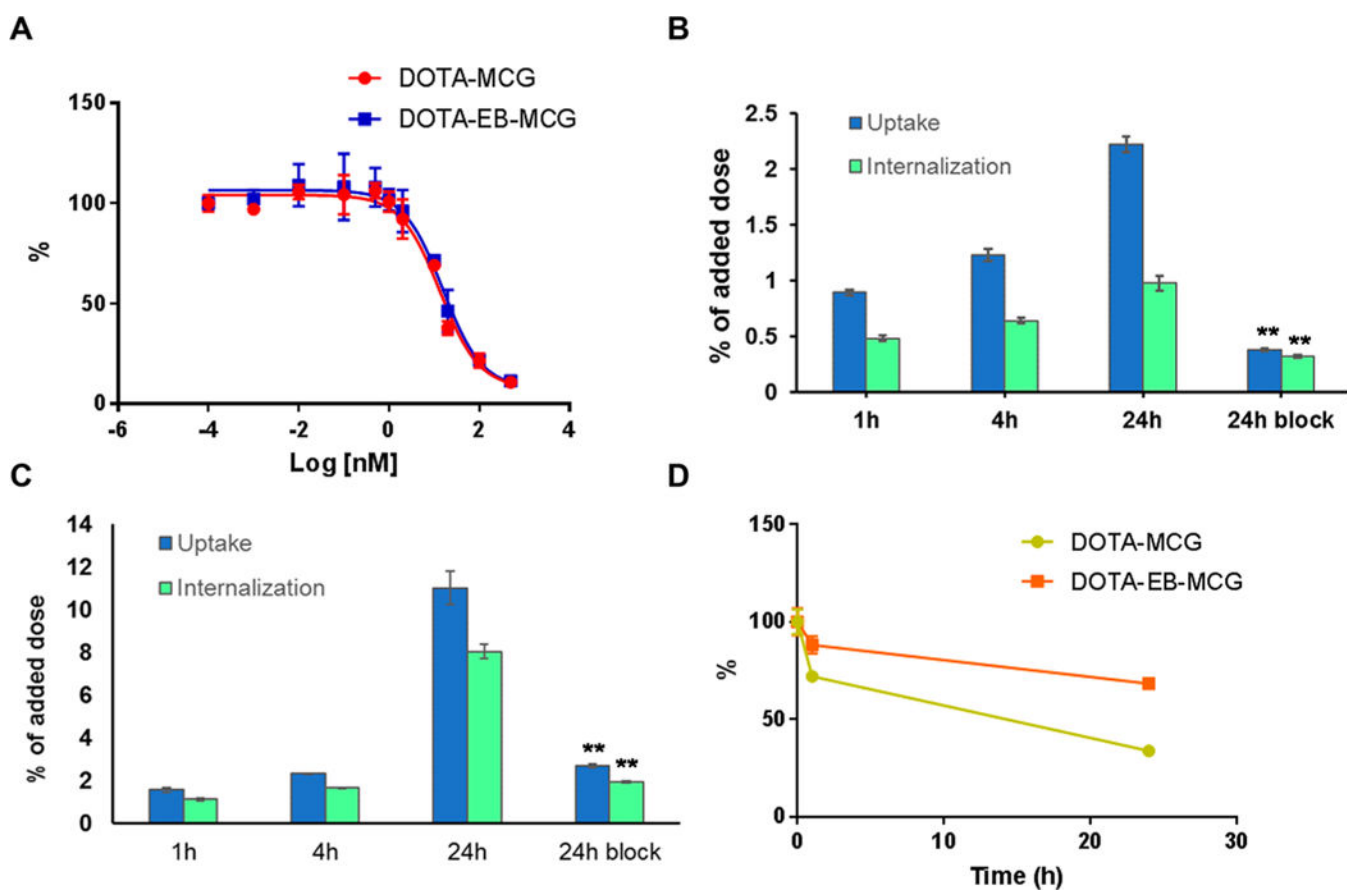 A
DOTA-MCG
DOTA-EB-MCG
150
100
50
0
%
-6
-4
-2
0
2
4
Log [nM]
B
Uptake
Internalization
2.5
2
1.5
1
0.5
0
% of added dose
**
**
1h
4h
24h
24h block
C
Uptake
Internalization
14
12
10
8
6
4
2
0
% of added dose
**
**
1h
4h
24h
24h block
D
DOTA-MCG
DOTA-EB-MCG
150
100
50
0
%
0
10
20
30
Time (h)